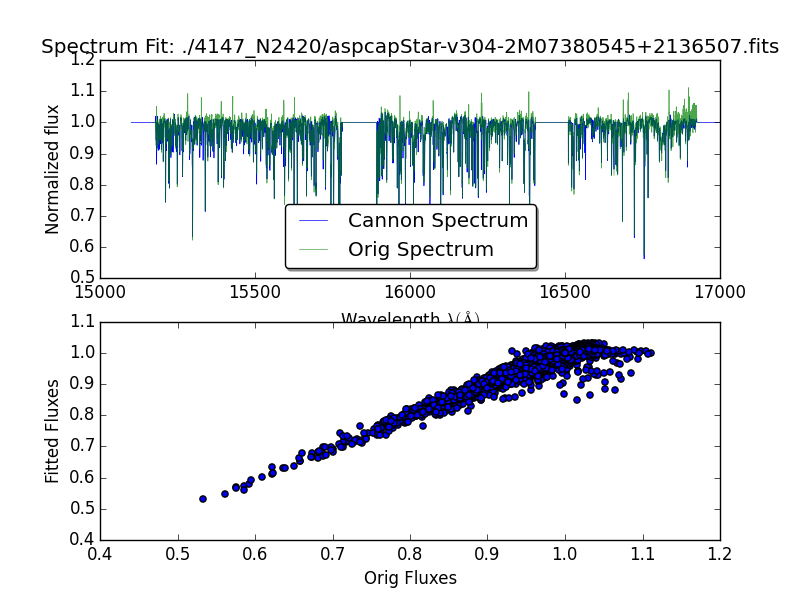 Spectrum Fit: ./4147_N2420/aspcapStar-v304-2M07380545+2136507.fits
1.2
1.1
1.0
0.9
0.8
0.7
0.6
0.5
Normalized flux
Cannon Spectrum
Orig Spectrum
15000 15500 16000 16500 17000
Wavelength λ(Å)
1.1
1.0
0.9
0.8
0.7
0.6
0.5
0.4
Fitted Fluxes
0.4 0.5 0.6 0.7 0.8 0.9 1.0 1.1 1.2
Orig Fluxes